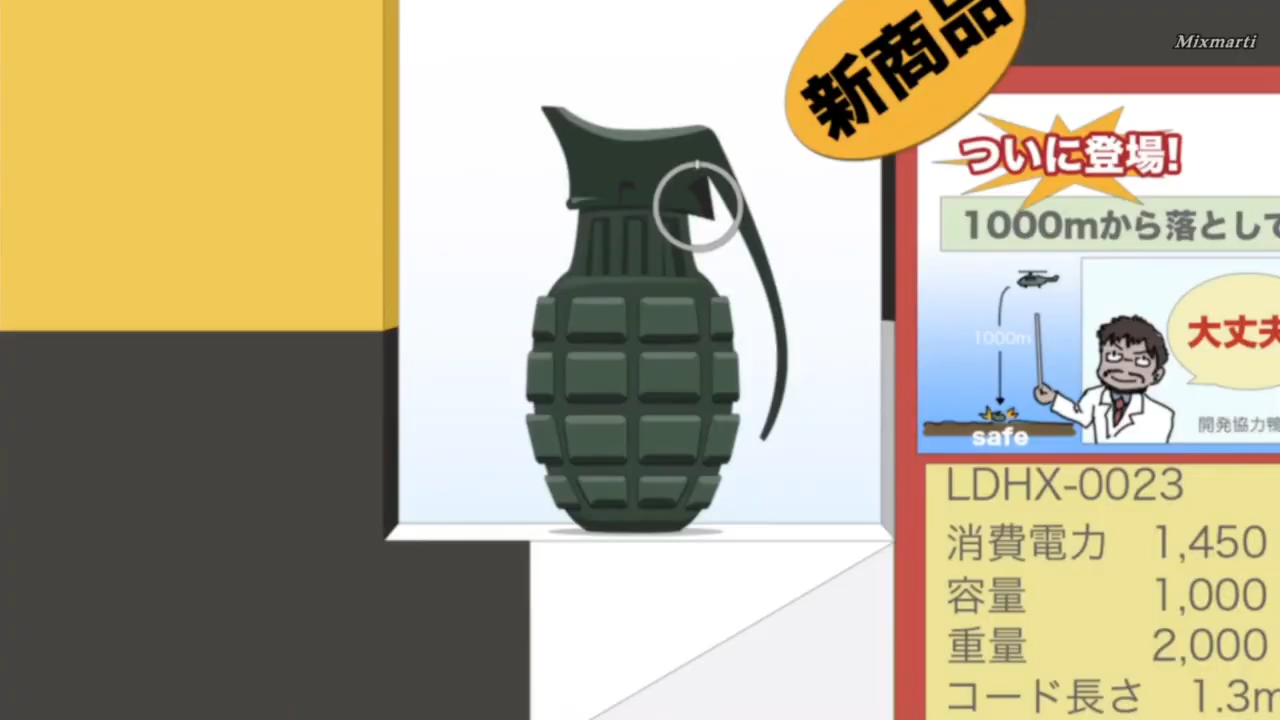 新商品
Mixmarti
ついに登場!
1000mから落として
1000m
大丈夫
safe
開発協力鴨
LDHX-0023
消費電力 1,450
容量 1,000
重量 2,000
コード長さ 1.3m